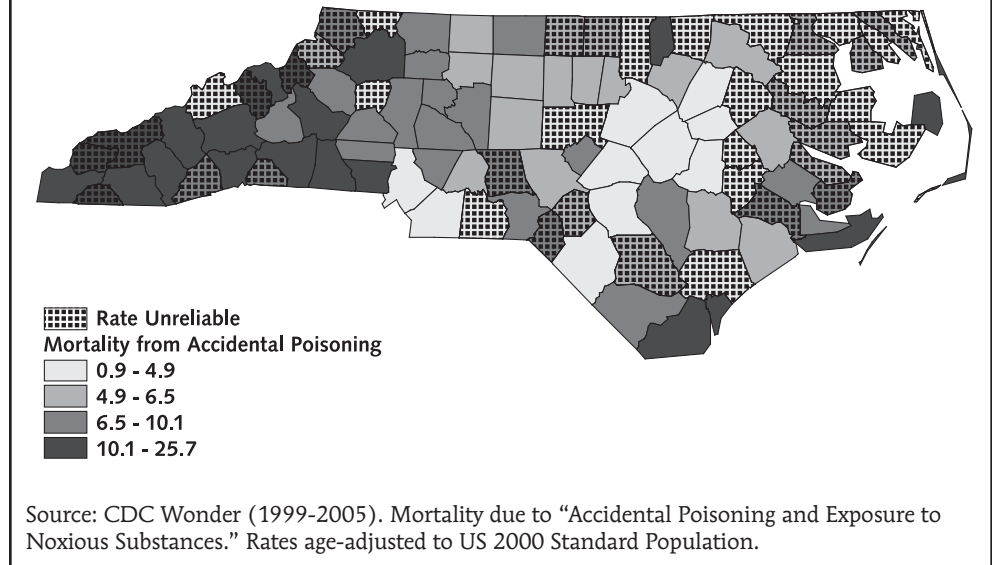 Rate Unreliable
Mortality from Accidental Poisoning
0.9 - 4.9
4.9 - 6.5
6.5 - 10.1
10.1 - 25.7
Source: CDC Wonder (1999-2005). Mortality due to “Accidental Poisoning and Exposure to
Noxious Substances.” Rates age-adjusted to US 2000 Standard Population.